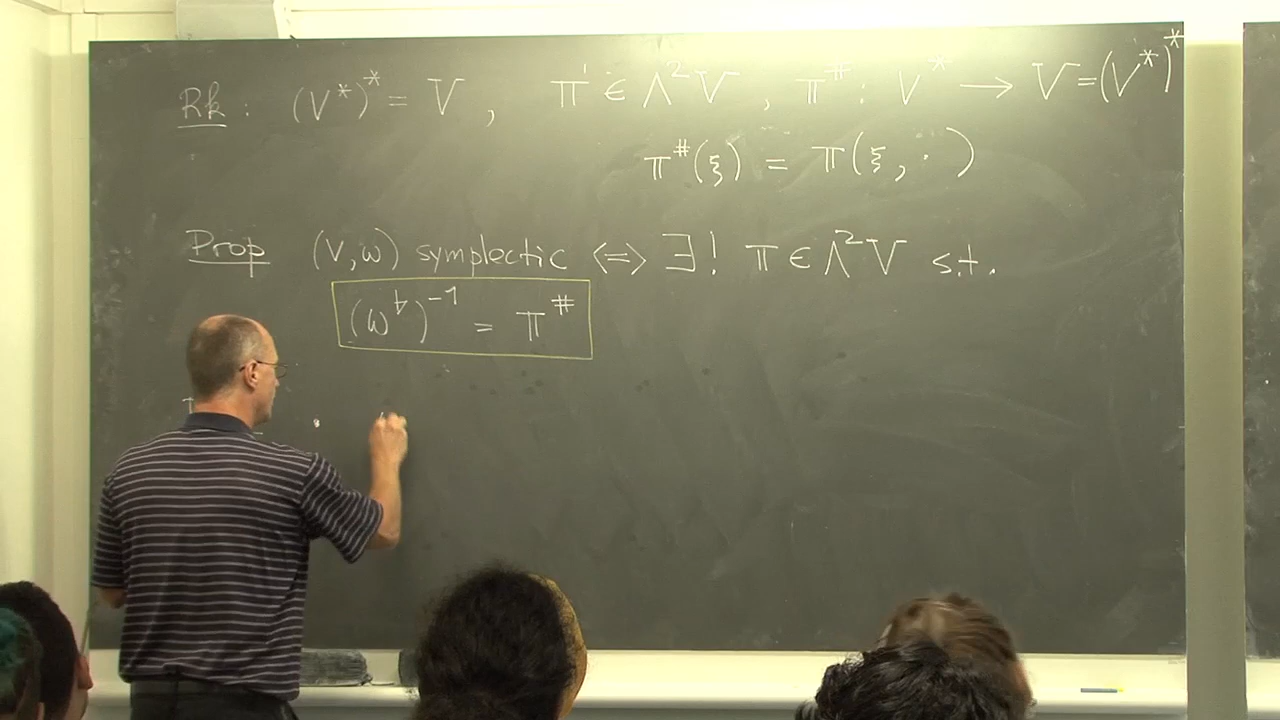 Rk : (V*)* = V , π ∈ Λ²V , π^# : V* → V = (V*)*
π^#(ξ) = π(ξ, · )
Prop (V,ω) symplectic <=> ∃! π ∈ Λ²V s.t.
(ω^♭)^{-1} = π^#